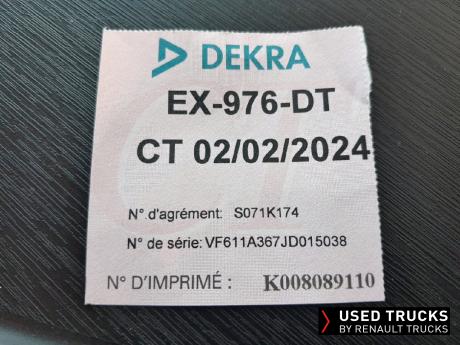 DEKRA
EX-976-DT
CT 02/02/2024
N° d'agrément: S071K174
N° de série: VF611A367JD015038
N° D'IMPRIMÉ : K008089110
USED TRUCKS
BY RENAULT TRUCKS